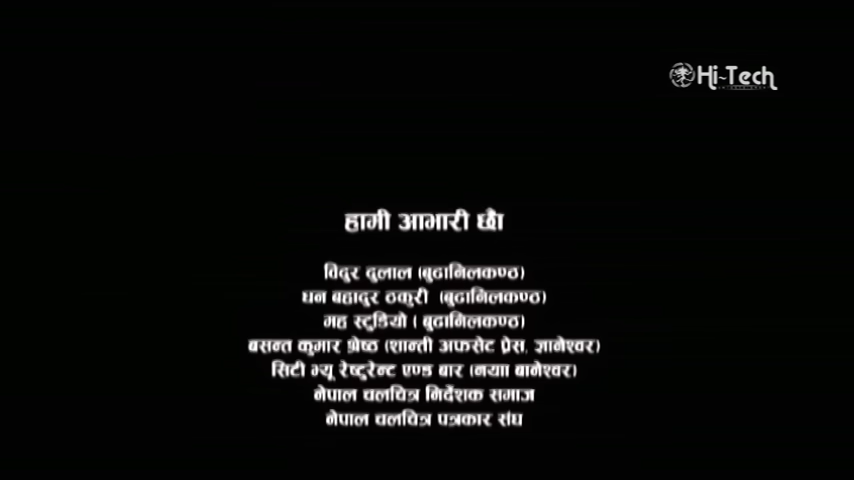 Hi-Tech
हामी आभारी छौं
विदुर दुलाल (बुढानिलकण्ठ)
धन बहादुर ठकुरी (बुढानिलकण्ठ)
मह स्टुडियो ( बुढानिलकण्ठ)
बसन्त कुमार श्रेष्ठ (शान्ती अफसेट प्रेस, ज्ञानेश्वर)
सिटी भ्यू रेष्टुरेन्ट एण्ड बार (नयाा बानेश्वर)
नेपाल चलचित्र निर्देशक समाज
नेपाल चलचित्र पत्रकार संघ